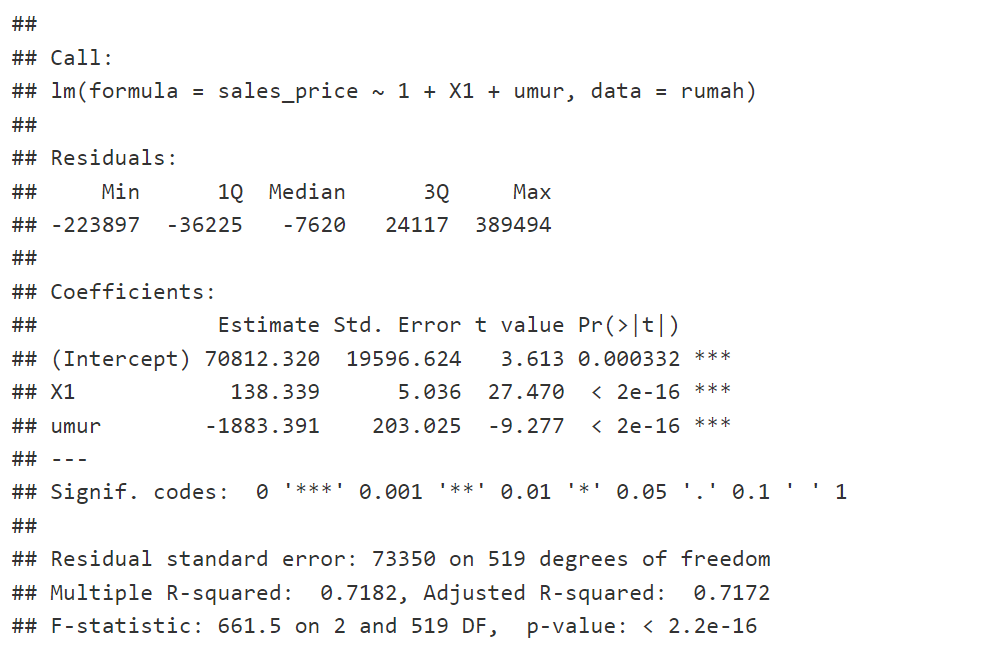 ##
## Call:
## lm(formula = sales_price ~ 1 + X1 + umur, data = rumah)
##
## Residuals:
##     Min      1Q  Median      3Q     Max
## -223897  -36225   -7620   24117  389494
##
## Coefficients:
##              Estimate Std. Error t value Pr(>|t|)
## (Intercept) 70812.320  19596.624   3.613 0.000332 ***
## X1            138.339      5.036  27.470  < 2e-16 ***
## umur        -1883.391    203.025  -9.277  < 2e-16 ***
## ---
## Signif. codes:  0 '***' 0.001 '**' 0.01 '*' 0.05 '.' 0.1 ' ' 1
##
## Residual standard error: 73350 on 519 degrees of freedom
## Multiple R-squared:  0.7182, Adjusted R-squared:  0.7172
## F-statistic: 661.5 on 2 and 519 DF,  p-value: < 2.2e-16